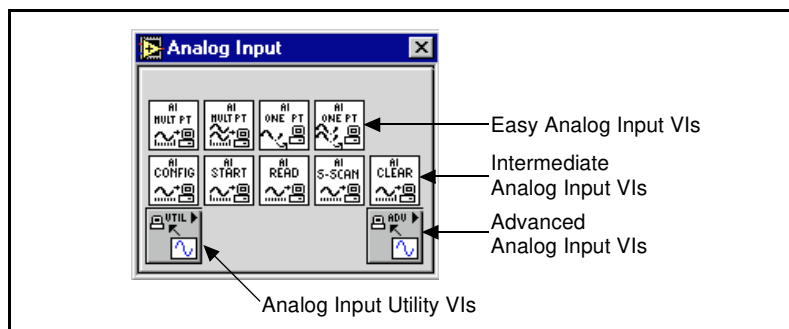 Analog Input
AI MULT PT
AI MULT PT
AI ONE PT
AI ONE PT
Easy Analog Input VIs
AI CONFIG
AI START
AI READ
AI S-SCAN
AI CLEAR
Intermediate
Analog Input VIs
UTIL
ADV
Advanced
Analog Input VIs
Analog Input Utility VIs